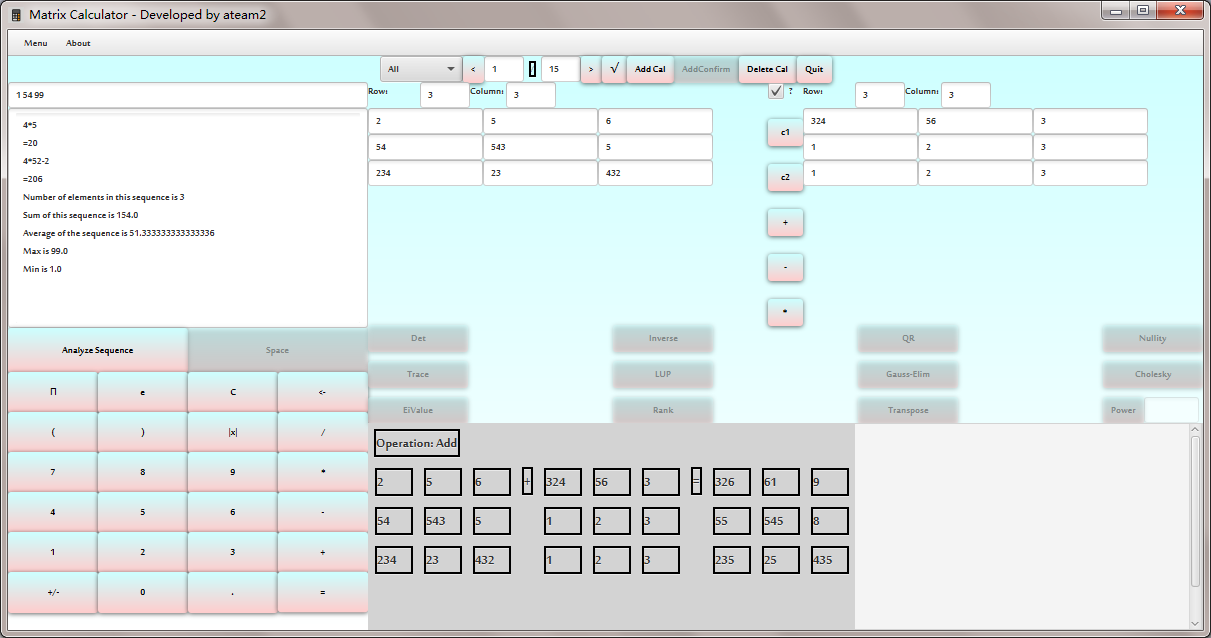 Matrix Calculator - Developed by ateam2
Menu About
All < 1 15 > √ Add Cal AddConfirm Delete Cal Quit
1 54 99
Row: 3 Column: 3
? Row: 3 Column: 3
4*5
=20
4*52-2
=206
Number of elements in this sequence is 3
Sum of this sequence is 154.0
Average of the sequence is 51.333333333333336
Max is 99.0
Min is 1.0
2 5 6
54 543 5
234 23 432
c1
c2
+
-
*
324 56 3
1 2 3
1 2 3
Det Inverse QR Nullity
Trace LUP Gauss-Elim Cholesky
EiValue Rank Transpose Power
Analyze Sequence Space
Π e C <-
( ) |x| /
7 8 9 *
4 5 6 -
1 2 3 +
+/- 0 . =
Operation: Add
2 5 6 + 324 56 3 = 326 61 9
54 543 5 1 2 3 55 545 8
234 23 432 1 2 3 235 25 435